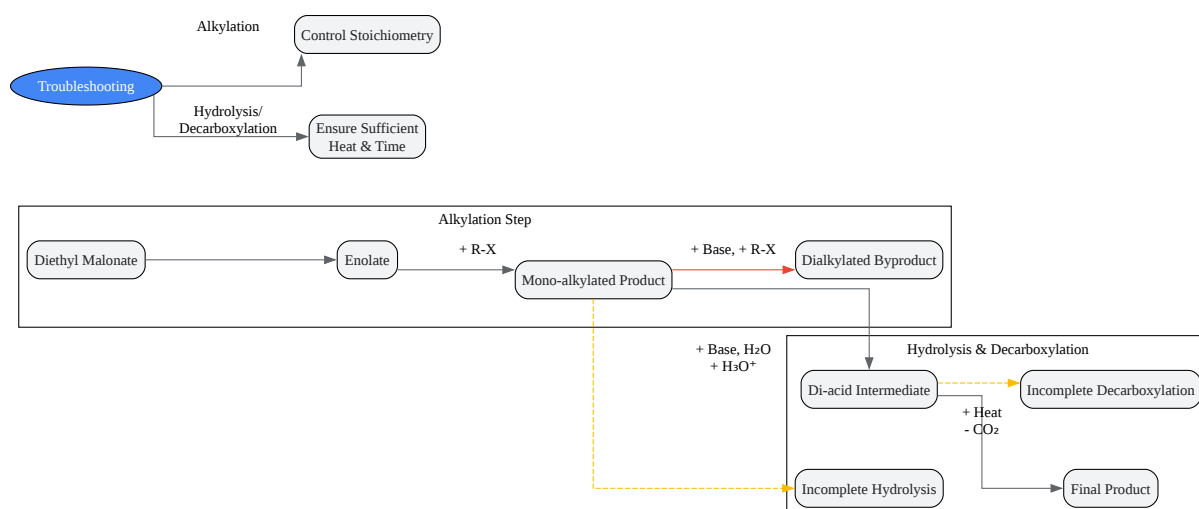 Alkylation
Control Stoichiometry
Troubleshooting
Hydrolysis/
Decarboxylation
Ensure Sufficient
Heat & Time
Alkylation Step
Diethyl Malonate
Enolate
+ R-X
Mono-alkylated Product
+ Base, + R-X
Dialkylated Byproduct
+ Base, H₂O
+ H₃O⁺
Hydrolysis & Decarboxylation
Di-acid Intermediate
Incomplete Decarboxylation
+ Heat
- CO₂
Incomplete Hydrolysis
Final Product